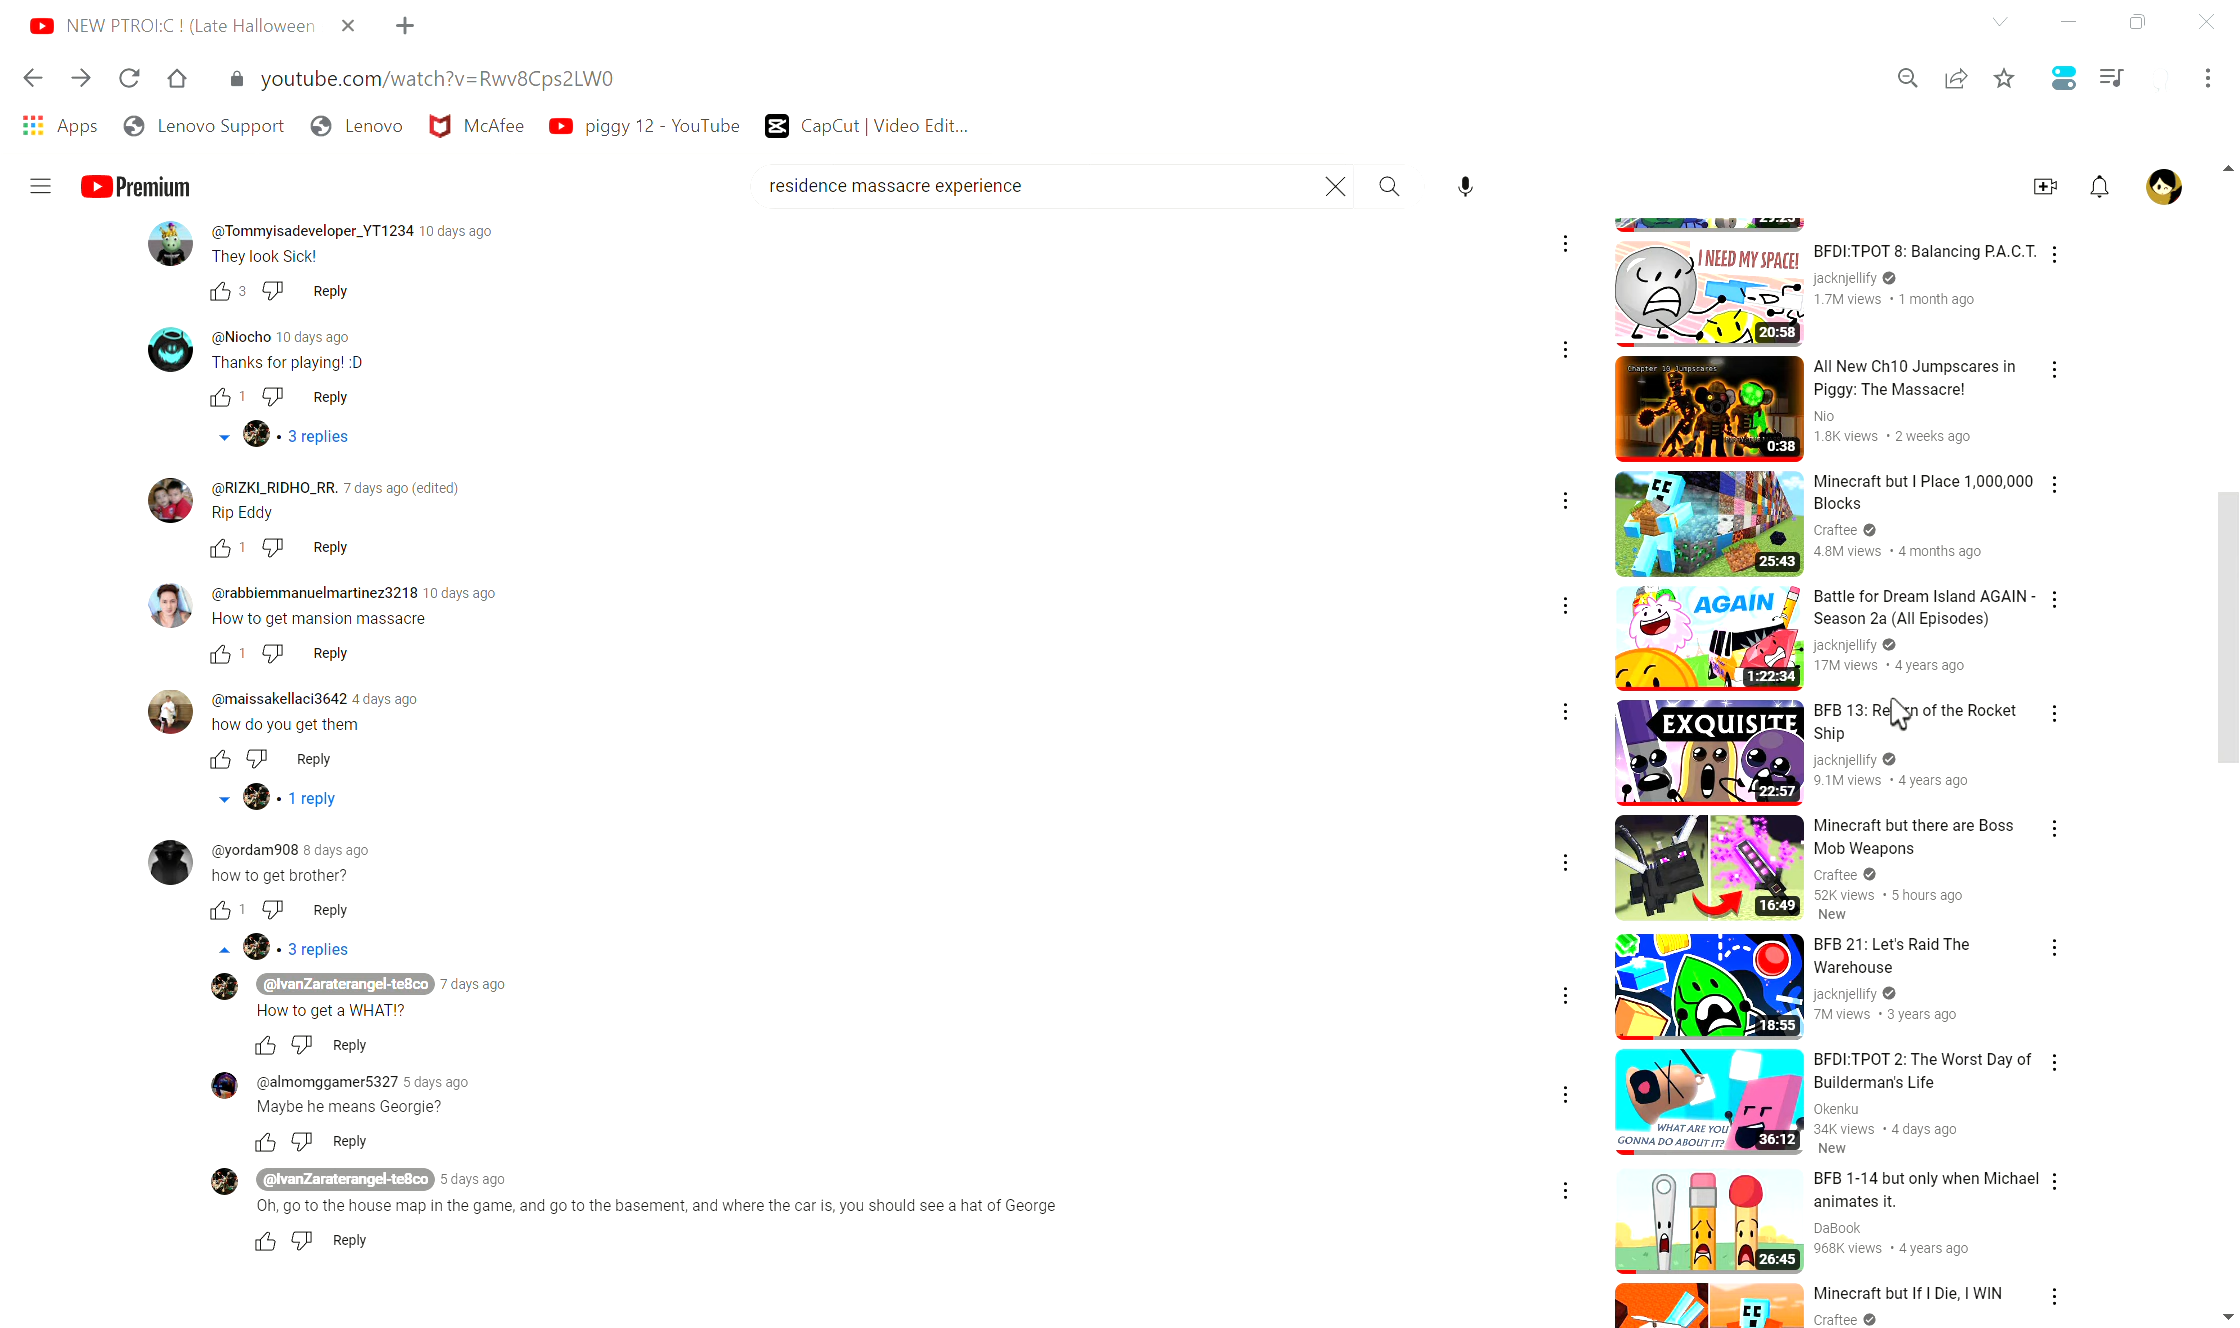 NEW PTROI:C ! (Late Halloween
youtube.com/watch?v=Rwv8Cps2LW0
Apps
Lenovo Support
Lenovo
McAfee
piggy 12 - YouTube
CapCut | Video Edit...
Premium
residence massacre experience
@Tommyisadeveloper_YT1234 10 days ago
They look Sick!
3
Reply
@Niocho 10 days ago
Thanks for playing! :D
1
Reply
• 3 replies
@RIZKI_RIDHO_RR. 7 days ago (edited)
Rip Eddy
1
Reply
@rabbiemmanuelmartinez3218 10 days ago
How to get mansion massacre
1
Reply
@maissakellaci3642 4 days ago
how do you get them
Reply
• 1 reply
@yordam908 8 days ago
how to get brother?
1
Reply
• 3 replies
@IvanZaraterangel-te8co 7 days ago
How to get a WHAT!?
Reply
@almomggamer5327 5 days ago
Maybe he means Georgie?
Reply
@IvanZaraterangel-te8co 5 days ago
Oh, go to the house map in the game, and go to the basement, and where the car is, you should see a hat of George
Reply
I NEED MY SPACE!
20:58
BFDI:TPOT 8: Balancing P.A.C.T.
jacknjellify
1.7M views • 1 month ago
Chapter 10 Jumpscares
0:38
All New Ch10 Jumpscares in
Piggy: The Massacre!
Nio
1.8K views • 2 weeks ago
25:43
Minecraft but I Place 1,000,000
Blocks
Craftee
4.8M views • 4 months ago
AGAIN
1:22:34
Battle for Dream Island AGAIN -
Season 2a (All Episodes)
jacknjellify
17M views • 4 years ago
EXQUISITE
22:57
BFB 13: Re n of the Rocket
Ship
jacknjellify
9.1M views • 4 years ago
16:49
Minecraft but there are Boss
Mob Weapons
Craftee
52K views • 5 hours ago
New
18:55
BFB 21: Let's Raid The
Warehouse
jacknjellify
7M views • 3 years ago
WHAT ARE YOU
GONNA DO ABOUT IT?
36:12
BFDI:TPOT 2: The Worst Day of
Builderman's Life
Okenku
34K views • 4 days ago
New
26:45
BFB 1-14 but only when Michael
animates it.
DaBook
968K views • 4 years ago
Minecraft but If I Die, I WIN
Craftee